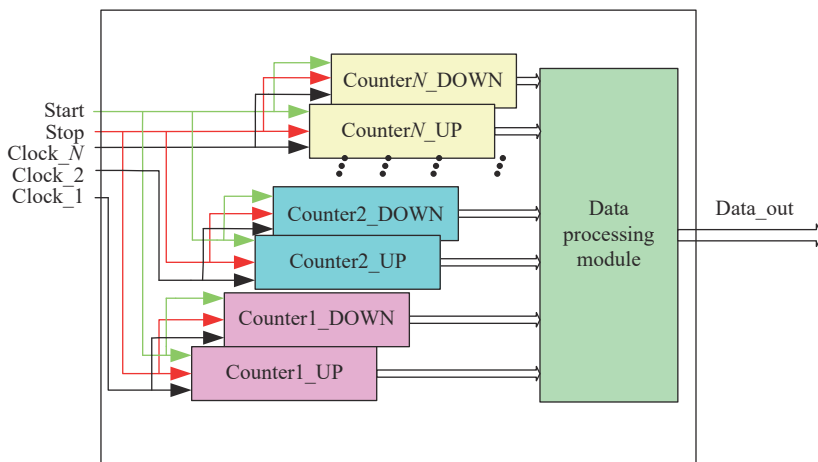 Start
Stop
Clock_N
Clock_2
Clock_1
CounterN_DOWN
CounterN_UP
Counter2_DOWN
Counter2_UP
Counter1_DOWN
Counter1_UP
Data
processing
module
Data_out